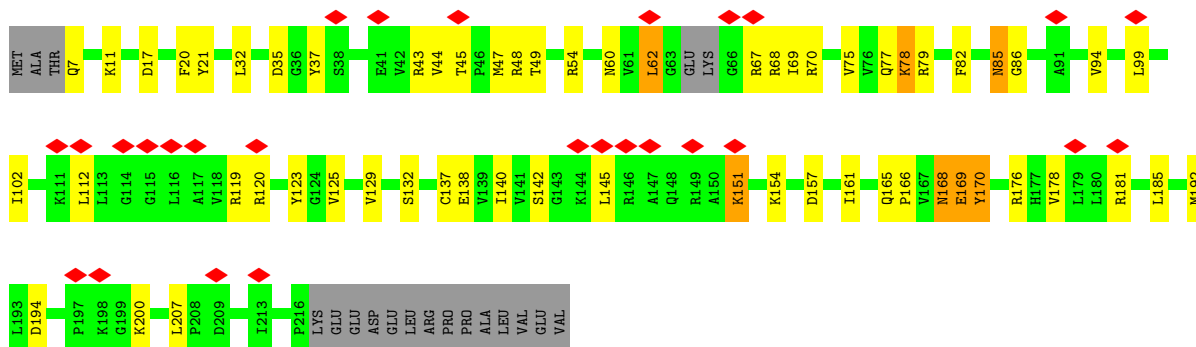 MET ALA THR Q7 K11 D17 F20 Y21 L32 D35 G36 Y37 S38 E41 V42 R43 V44 T45 P46 M47 R48 T49 R54 N60 V61 L62 G63 GLU LYS G66 R67 R68 I69 R70 V75 V76 Q77 K78 R79 F82 N85 G86 A91 V94 L99
I102 K111 L112 L113 G114 G115 L116 A117 V118 R119 R120 Y123 G124 V125 V129 S132 C137 E138 V139 I140 V141 S142 G143 K144 L145 R146 A147 Q148 R149 A150 K151 K154 D157 I161 Q165 P166 V167 N168 E169 Y170 R176 H177 V178 L179 L180 R181 L185 M192
L193 D194 P197 K198 G199 K200 L207 P208 D209 I213 P216 LYS GLU GLU ASP GLU LEU ARG PRO PRO ALA LEU VAL GLU VAL